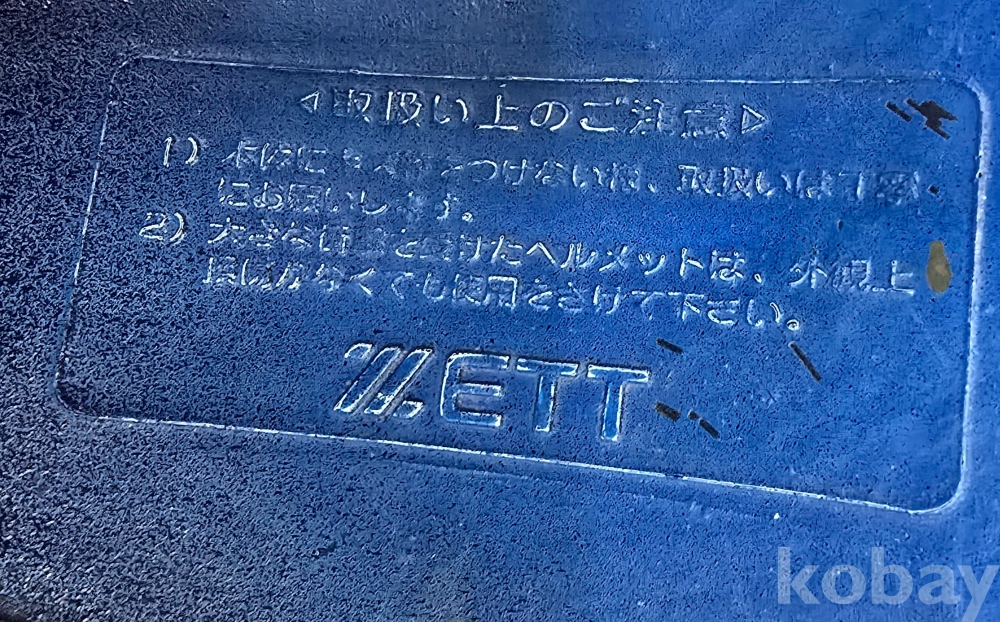 ◁取扱い上のご注意▷
1) 本体にキズをつけない様、取扱いは丁寧
にお願いします。
2) 大きな衝撃を受けたヘルメットは、外観上
損傷がなくても使用をさけて下さい。
ZETT
kobay